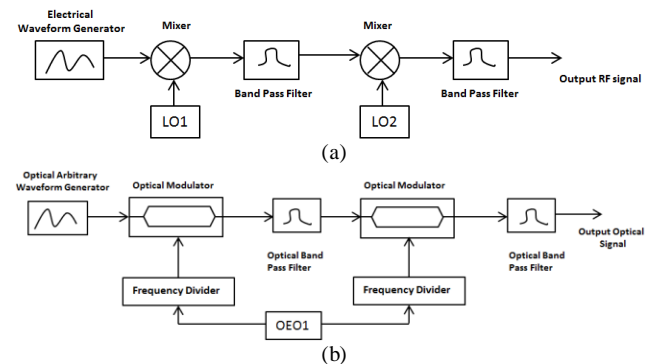 Electrical
Waveform Generator
Mixer
Mixer
Band Pass Filter
Band Pass Filter
Output RF signal
LO1
LO2
(a)
Optical Arbitrary
Waveform Generator
Optical Modulator
Optical Modulator
Optical Band
Pass Filter
Optical Band
Pass Filter
Output Optical
Signal
Frequency Divider
Frequency Divider
OEO1
(b)